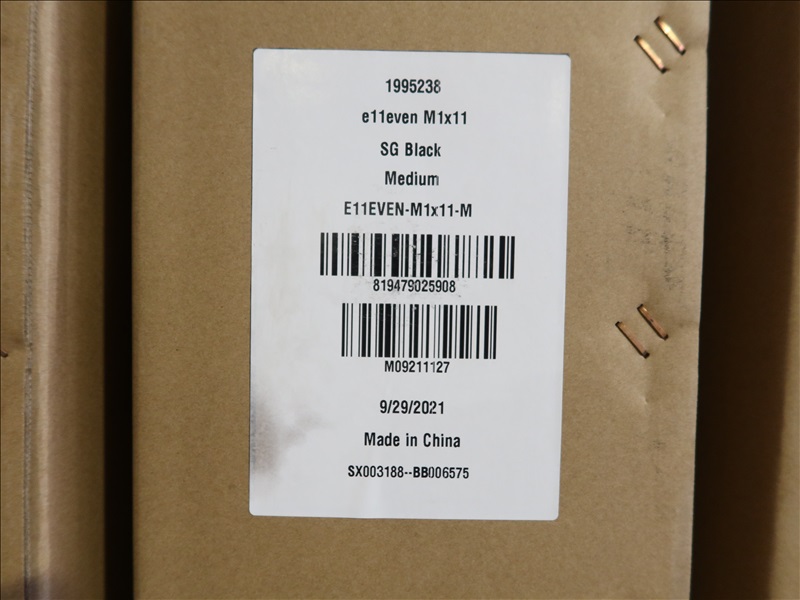 1995238
e11even M1x11
SG Black
Medium
E11EVEN-M1x11-M
819479025908
M09211127
9/29/2021
Made in China
SX003188--BB006575